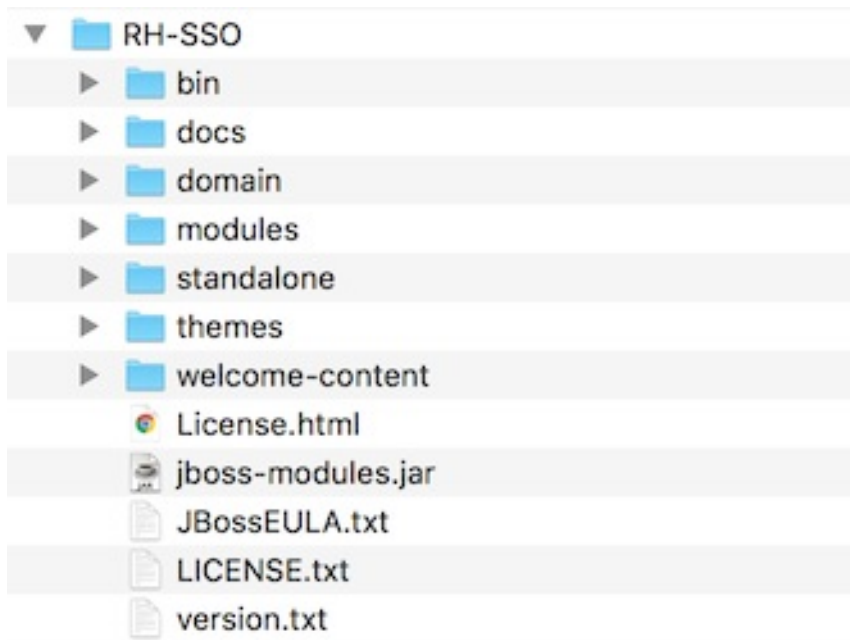 RH-SSO
bin
docs
domain
modules
standalone
themes
welcome-content
License.html
jboss-modules.jar
JBossEULA.txt
LICENSE.txt
version.txt